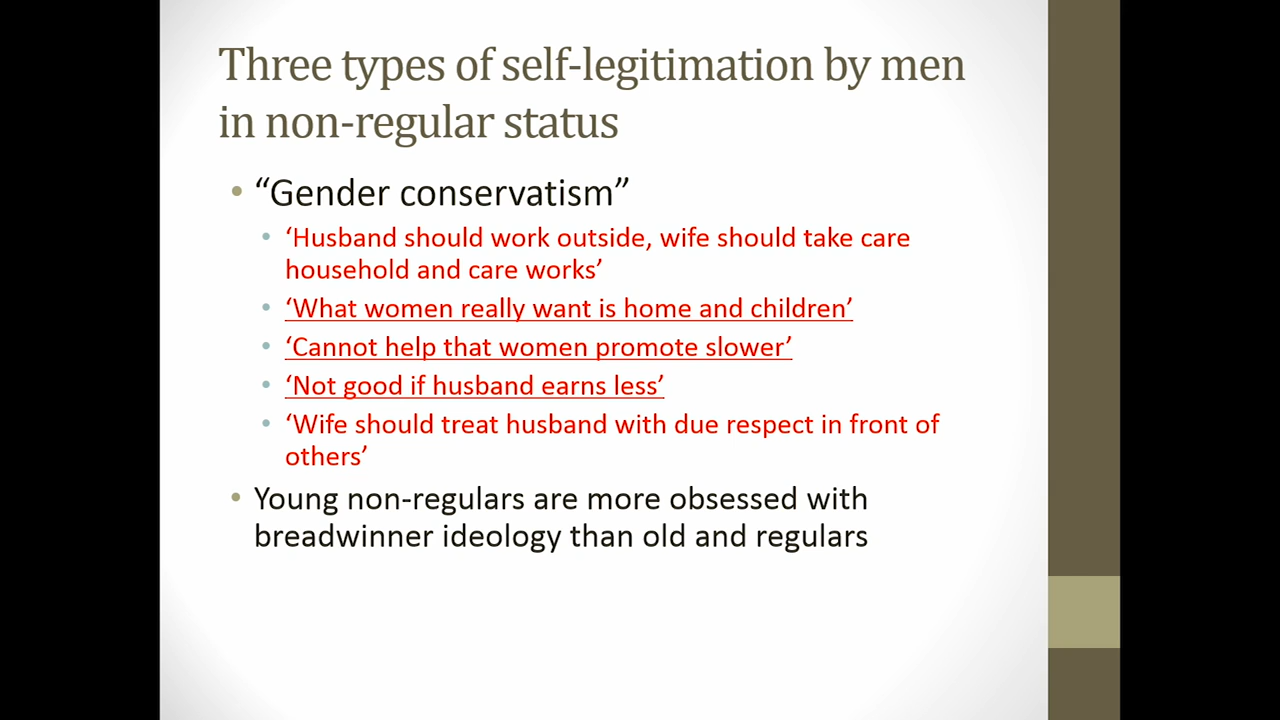 Three types of self-legitimation by men
in non-regular status
• “Gender conservatism”
• ‘Husband should work outside, wife should take care
household and care works’
• ‘What women really want is home and children’
• ‘Cannot help that women promote slower’
• ‘Not good if husband earns less’
• ‘Wife should treat husband with due respect in front of
others’
• Young non-regulars are more obsessed with
breadwinner ideology than old and regulars